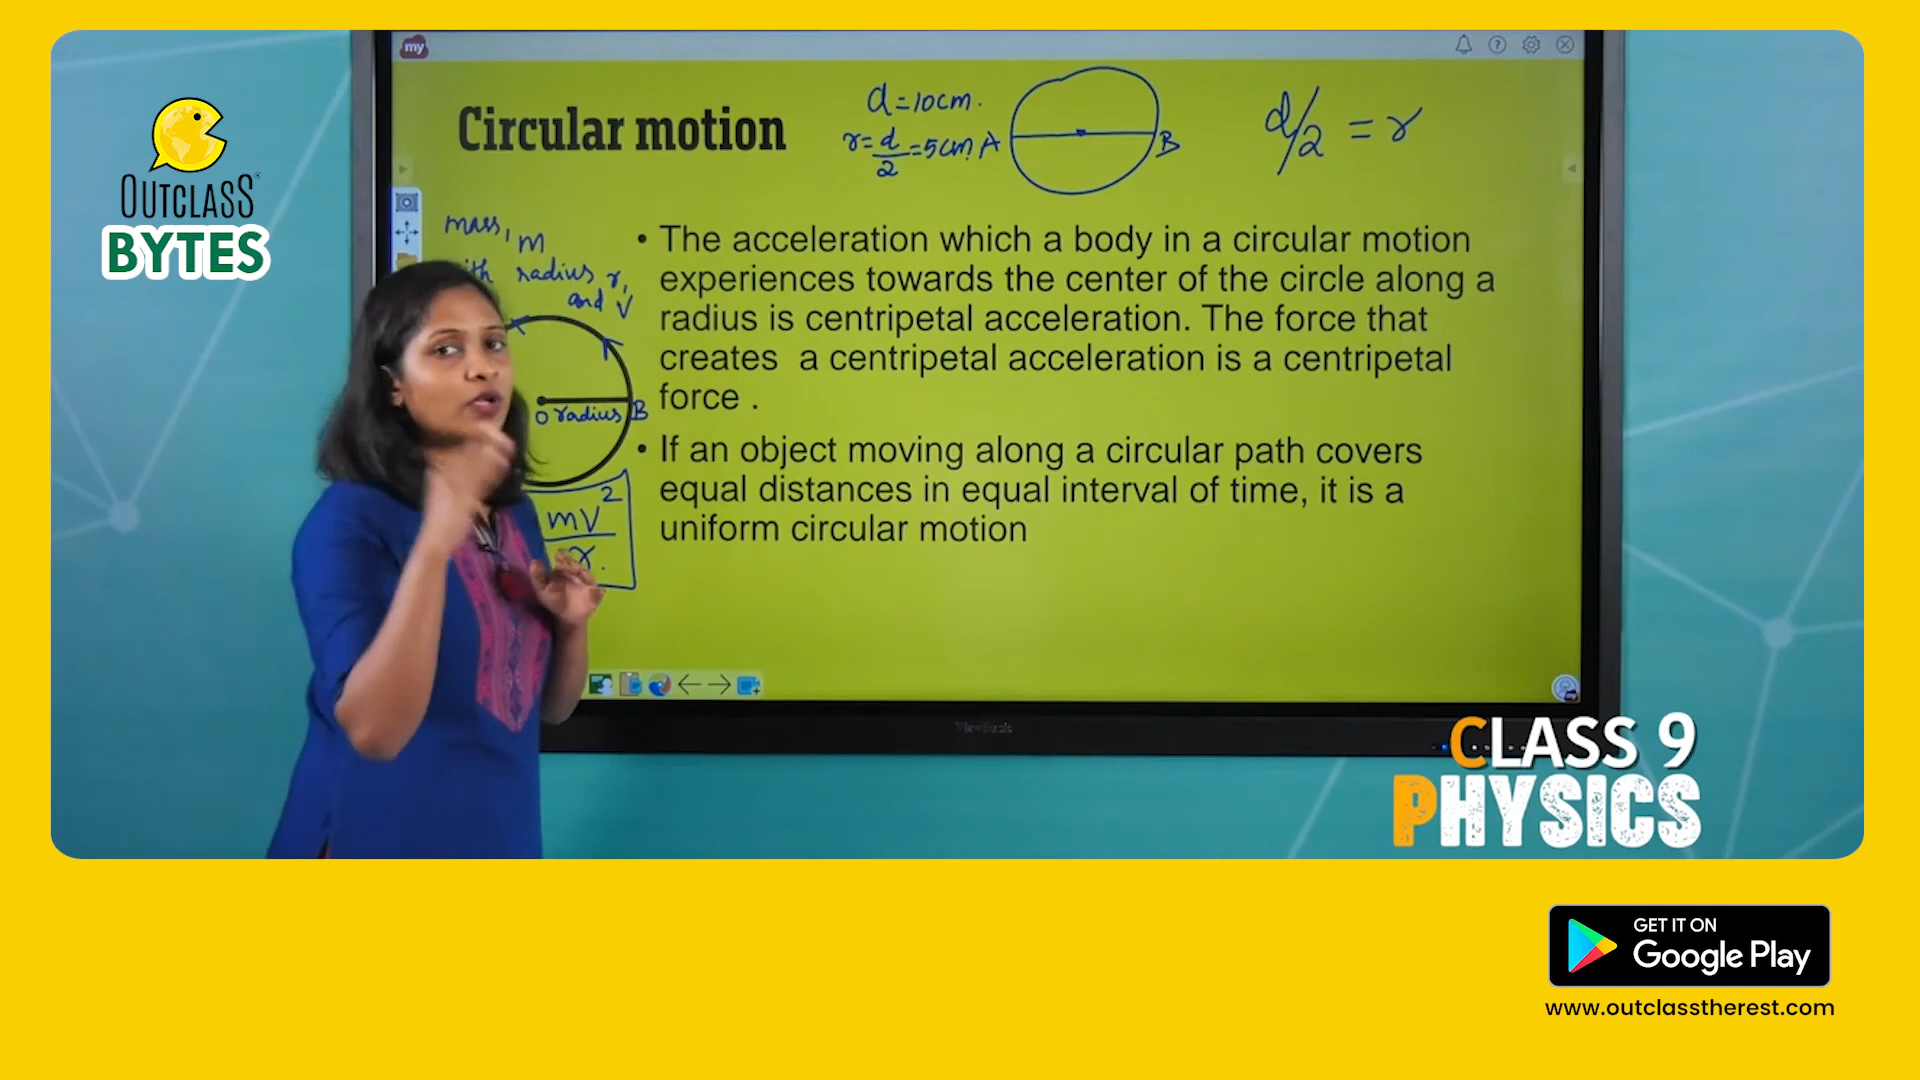 OUTCLASS
BYTES
my
Circular motion
d=10cm.
r=d/2=5cm
A
B
d/2 = r
mass, m
radius r,
and V
• The acceleration which a body in a circular motion
experiences towards the center of the circle along a
radius is centripetal acceleration. The force that
creates a centripetal acceleration is a centripetal
force .
• If an object moving along a circular path covers
equal distances in equal interval of time, it is a
uniform circular motion
O radius B
mv²
r.
ViewSonic
CLASS 9
PHYSICS
GET IT ON
Google Play
www.outclasstherest.com